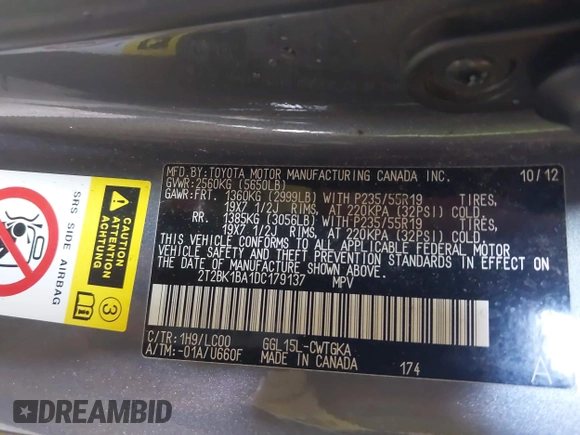 MFD.BY:TOYOTA MOTOR MANUFACTURING CANADA INC. 10/12
GVWR:2560KG (5650LB)
GAWR:FRT. 1360KG (2999LB) WITH P235/55R19 TIRES,
19X7 1/2J RIMS, AT 220KPA (32PSI) COLD
RR. 1385KG (3056LB) WITH P235/55R19 TIRES,
19X7 1/2J RIMS, AT 220KPA (32PSI) COLD
THIS VEHICLE CONFORMS TO ALL APPLICABLE FEDERAL MOTOR
VEHICLE SAFETY AND THEFT PREVENTION STANDARDS IN EFFECT ON
THE DATE OF MANUFACTURE SHOWN ABOVE.
2T2BK1BA1DC179137 MPV
C/TR:1H9/LC00 GGL15L-CWTGKA
A/TM:-01A/U660F MADE IN CANADA 174
A
SRS SIDE AIRBAG
CAUTION
ACHTUNG
ATTENTION
3
DREAMBID